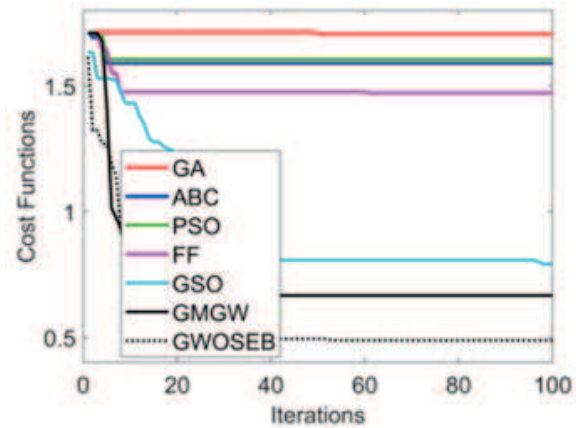 Cost Functions
1.5
1
0.5
GA
ABC
PSO
FF
GSO
GMGW
GWOSEB
0 20 40 60 80 100
Iterations